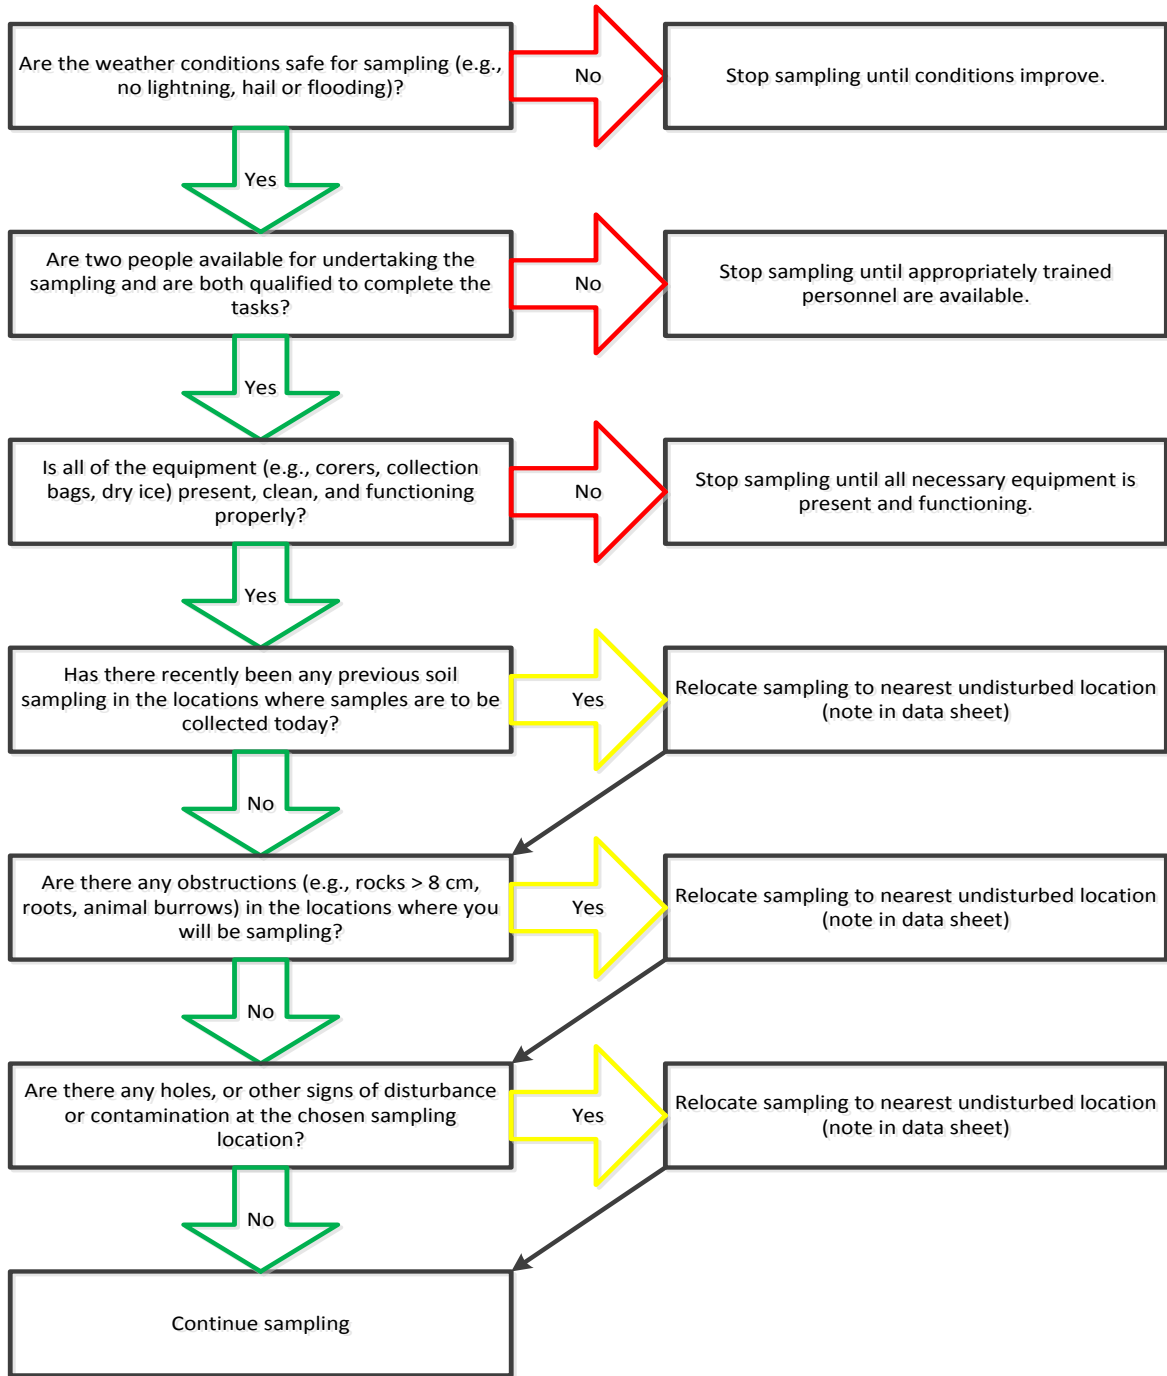 Are the weather conditions safe for sampling (e.g.,
no lightning, hail or flooding)?
No
Stop sampling until conditions improve.
Yes
Are two people available for undertaking the
sampling and are both qualified to complete the
tasks?
No
Stop sampling until appropriately trained
personnel are available.
Yes
Is all of the equipment (e.g., corers, collection
bags, dry ice) present, clean, and functioning
properly?
No
Stop sampling until all necessary equipment is
present and functioning.
Yes
Has there recently been any previous soil
sampling in the locations where samples are to be
collected today?
Yes
Relocate sampling to nearest undisturbed location
(note in data sheet)
No
Are there any obstructions (e.g., rocks > 8 cm,
roots, animal burrows) in the locations where you
will be sampling?
Yes
Relocate sampling to nearest undisturbed location
(note in data sheet)
No
Are there any holes, or other signs of disturbance
or contamination at the chosen sampling
location?
Yes
Relocate sampling to nearest undisturbed location
(note in data sheet)
No
Continue sampling